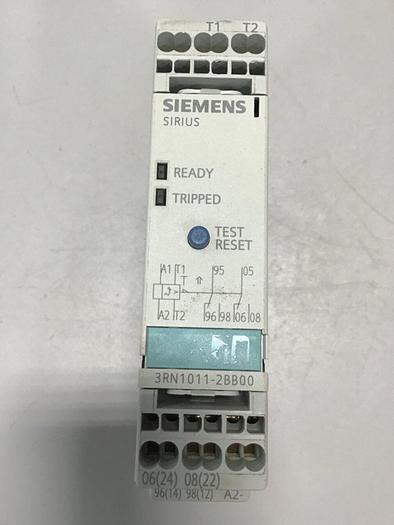 T1 T2
SIEMENS
SIRIUS
READY
TRIPPED
TEST
RESET
A1 T1 95 05
T
ϑ>
A2 T2 96 98 06 08
3RN1011-2BB00
06(24) 08(22)
96(14) 98(12) A2-